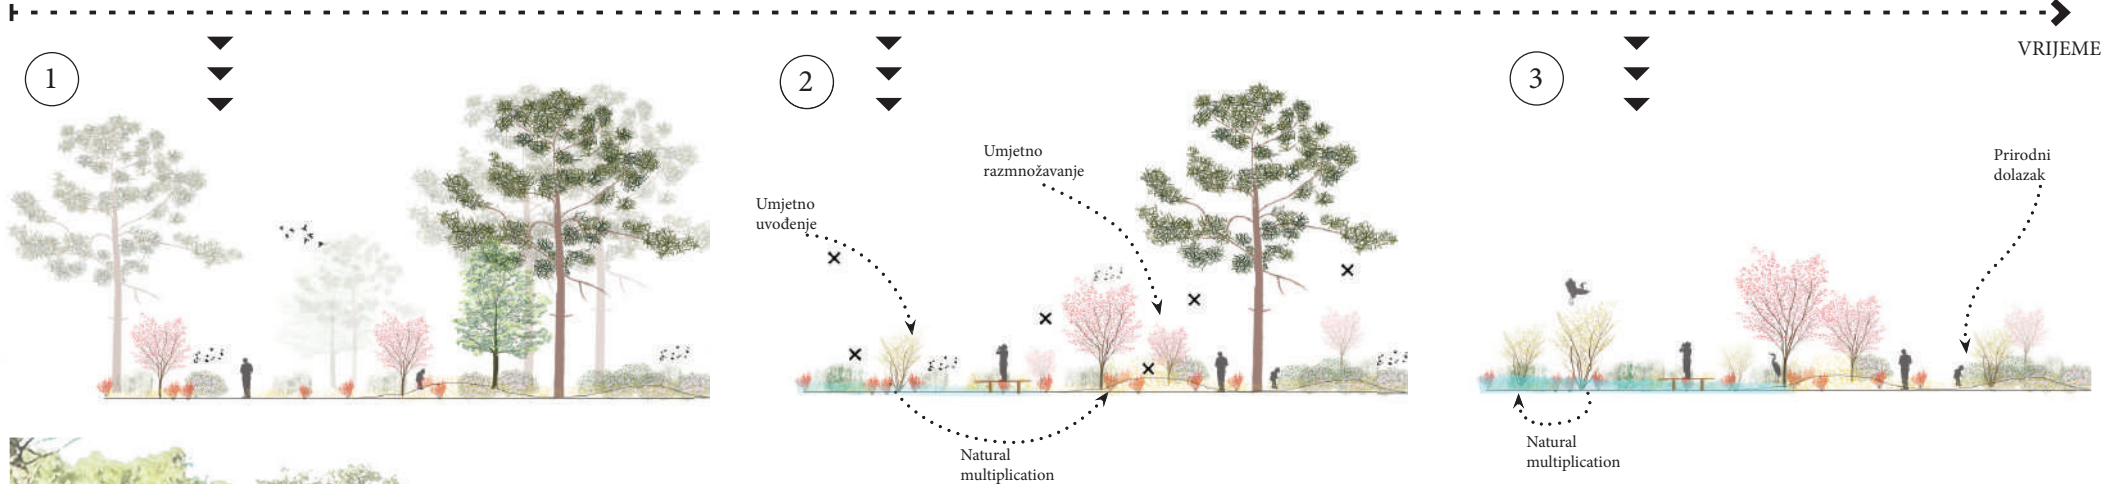 VRIJEME
1
2
3
Umjetno
razmnožavanje
Umjetno
uvođenje
Natural
multiplication
Prirodni
dolazak
Natural
multiplication